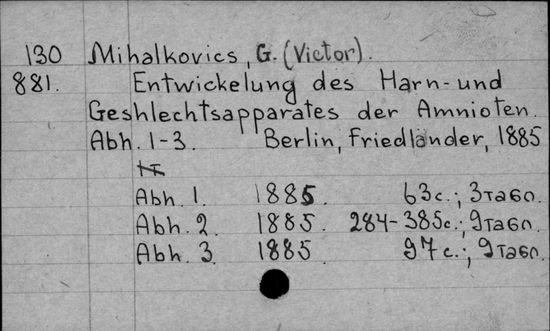 130 Mihalkovics, G. (Victor).
881. Entwickelung des Harn-und
Geshlechtsapparates der Amnioten.
Abh. 1-3. Berlin, Friedländer, 1885
Abh. 1. 1885. 63с.; 3табл.
Abh. 2. 1885. 284-385с.; 9табл.
Abh. 3 1885 97с.; 9табл.